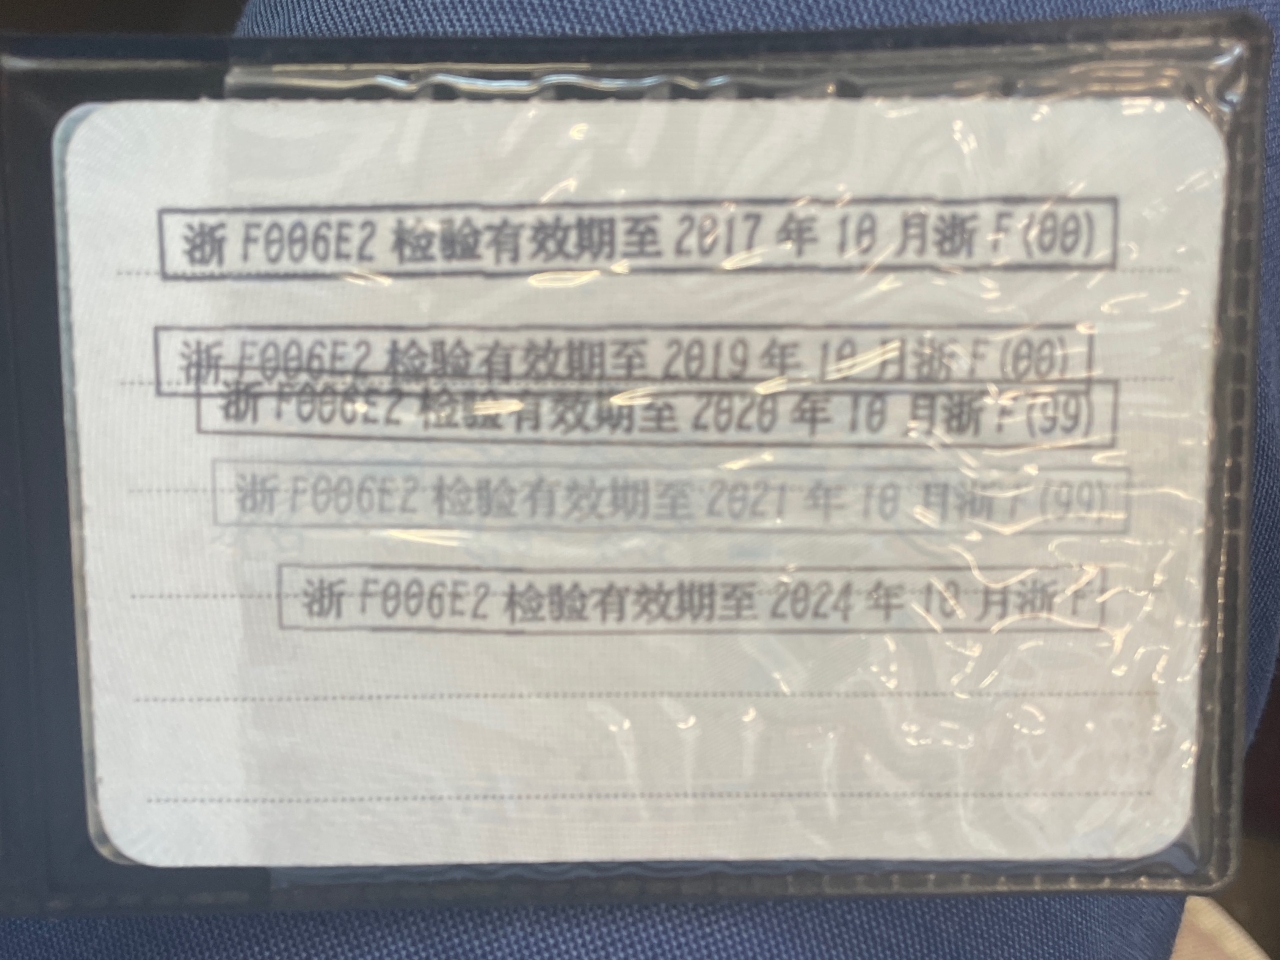 浙 F006E2 检验有效期至 2017 年 10 月浙 F(00)
浙 F006E2 检验有效期至 2019 年 10 月浙 F(00)
浙 F006E2 检验有效期至 2020 年 10 月浙 F(99)
浙 F006E2 检验有效期至 2021 年 10 月浙 F(99)
浙 F006E2 检验有效期至 2024 年 10 月浙 F